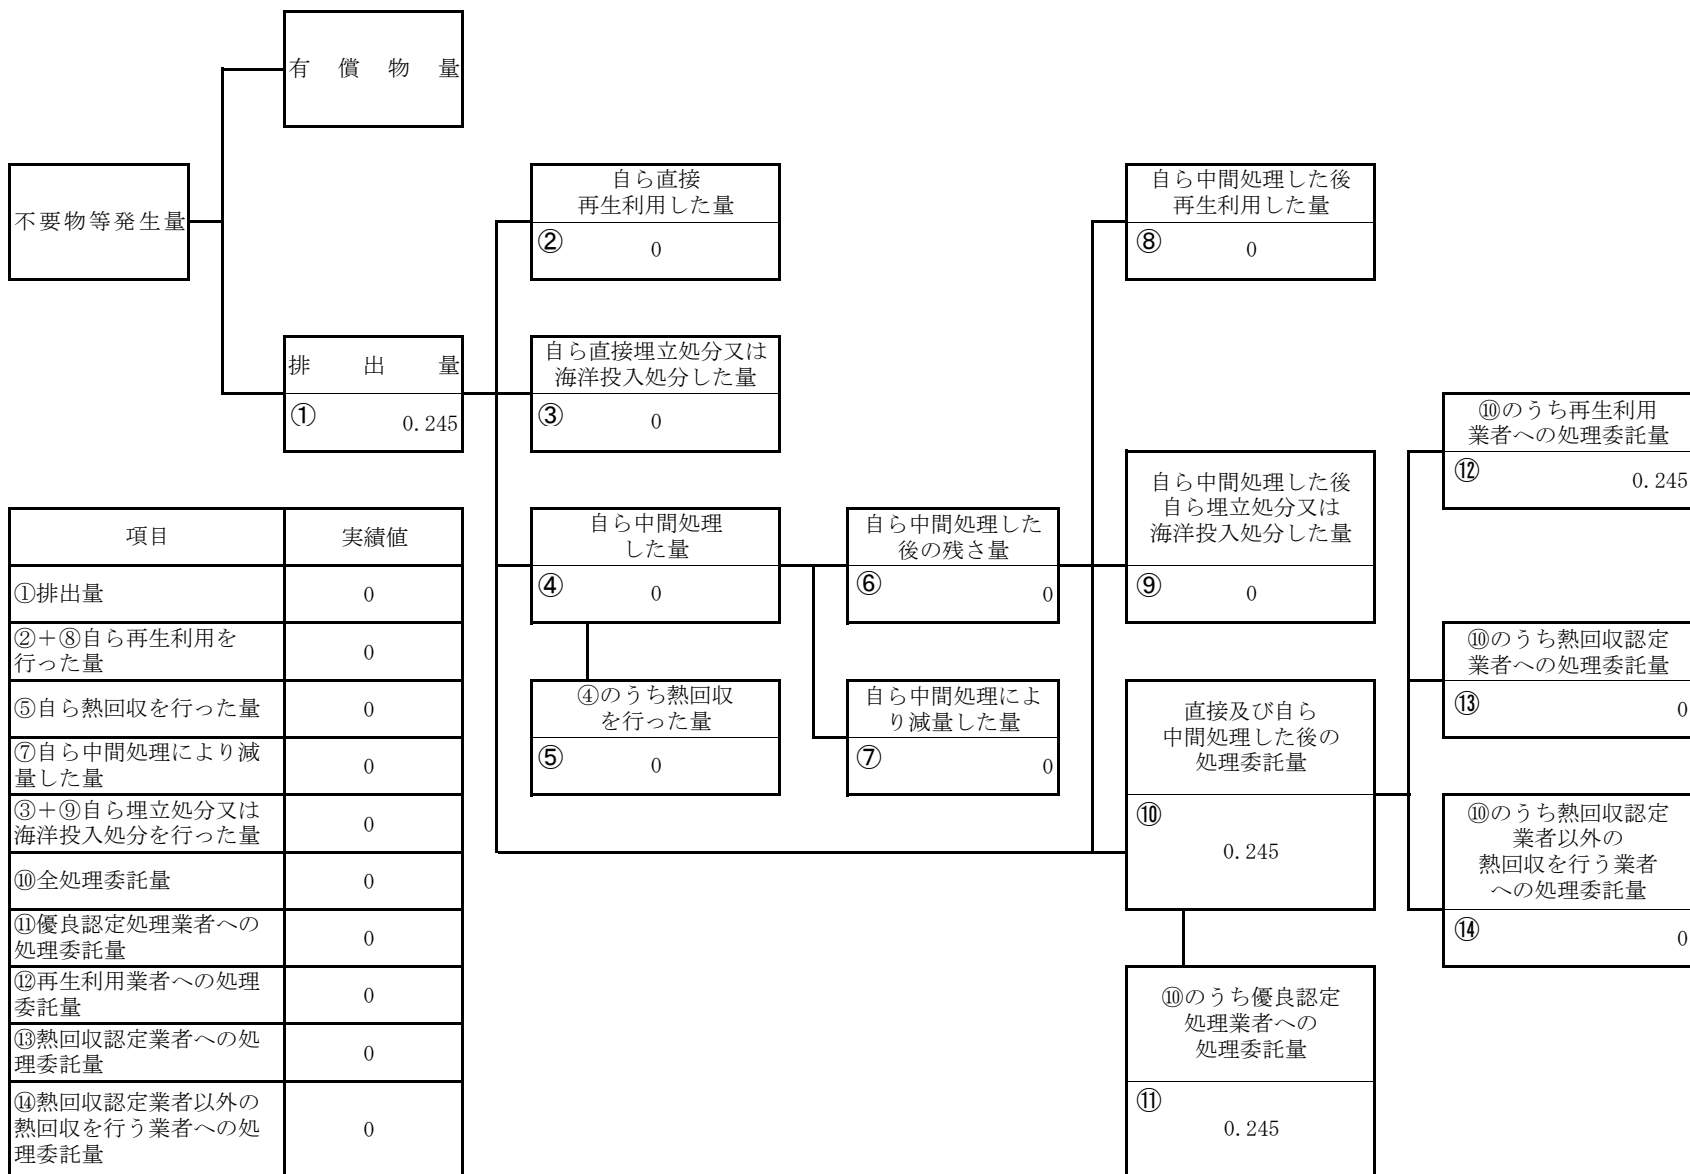 有償物量
不要物等発生量
排出量
① 0.245
自ら直接
再生利用した量
② 0
自ら直接埋立処分又は
海洋投入処分した量
③ 0
自ら中間処理
した量
④ 0
④のうち熱回収
を行った量
⑤ 0
自ら中間処理した
後の残さ量
⑥ 0
自ら中間処理によ
り減量した量
⑦ 0
自ら中間処理した後
再生利用した量
⑧ 0
自ら中間処理した後
自ら埋立処分又は
海洋投入処分した量
⑨ 0
直接及び自ら
中間処理した後の
処理委託量
⑩
0.245
⑩のうち優良認定
処理業者への
処理委託量
⑪
0.245
⑩のうち再生利用
業者への処理委託量
⑫ 0.245
⑩のうち熱回収認定
業者への処理委託量
⑬ 0
⑩のうち熱回収認定
業者以外の
熱回収を行う業者
への処理委託量
⑭ 0
項目 実績値
①排出量 0
②+⑧自ら再生利用を
行った量 0
⑤自ら熱回収を行った量 0
⑦自ら中間処理により減
量した量 0
③+⑨自ら埋立処分又は
海洋投入処分を行った量 0
⑩全処理委託量 0
⑪優良認定処理業者への
処理委託量 0
⑫再生利用業者への処理
委託量 0
⑬熱回収認定業者への処
理委託量 0
⑭熱回収認定業者以外の
熱回収を行う業者への処 0
理委託量